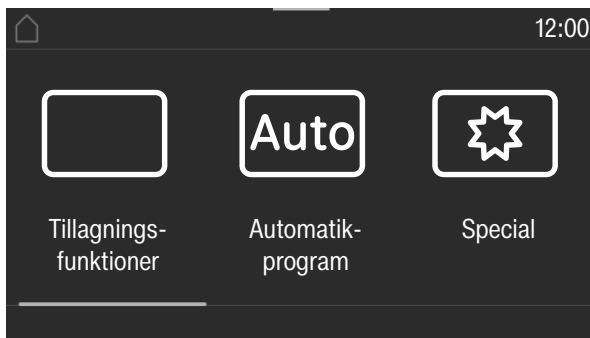 12:00
Auto
Tillagnings-
funktioner
Automatik-
program
Special